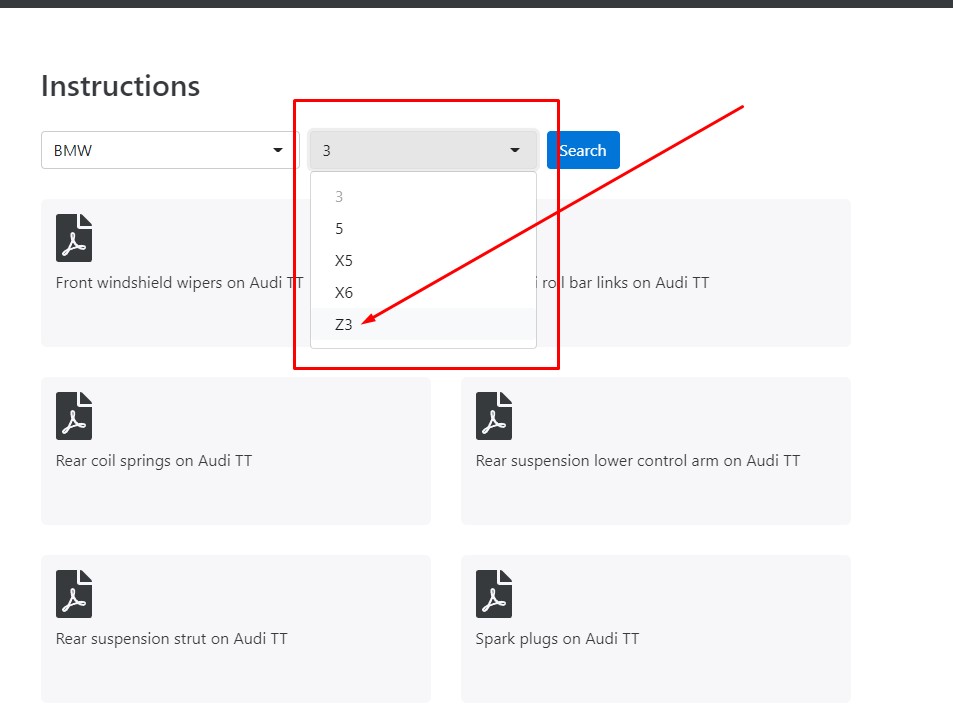 Instructions
BMW
3
Search
3
5
X5
X6
Z3
Front windshield wipers on Audi TT
roll bar links on Audi TT
Rear coil springs on Audi TT
Rear suspension lower control arm on Audi TT
Rear suspension strut on Audi TT
Spark plugs on Audi TT